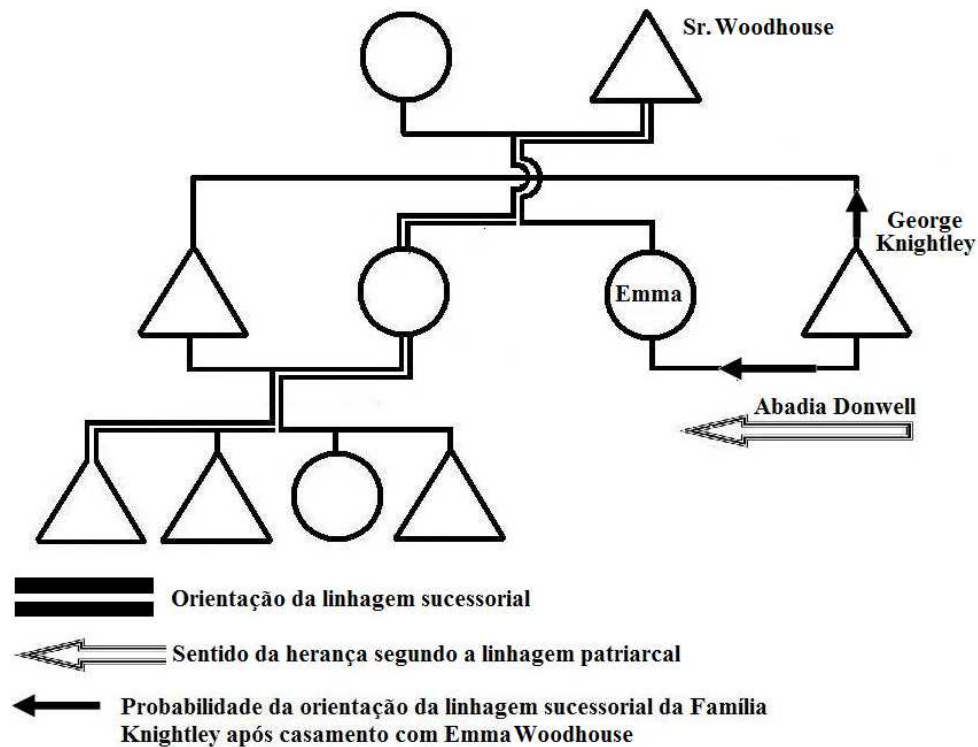 Sr. Woodhouse
George
Knightley
Emma
Abadia Donwell
Orientação da linhagem sucessorial
Sentido da herança segundo a linhagem patriarcal
Probabilidade da orientação da linhagem sucessorial da Família
Knightley após casamento com Emma Woodhouse